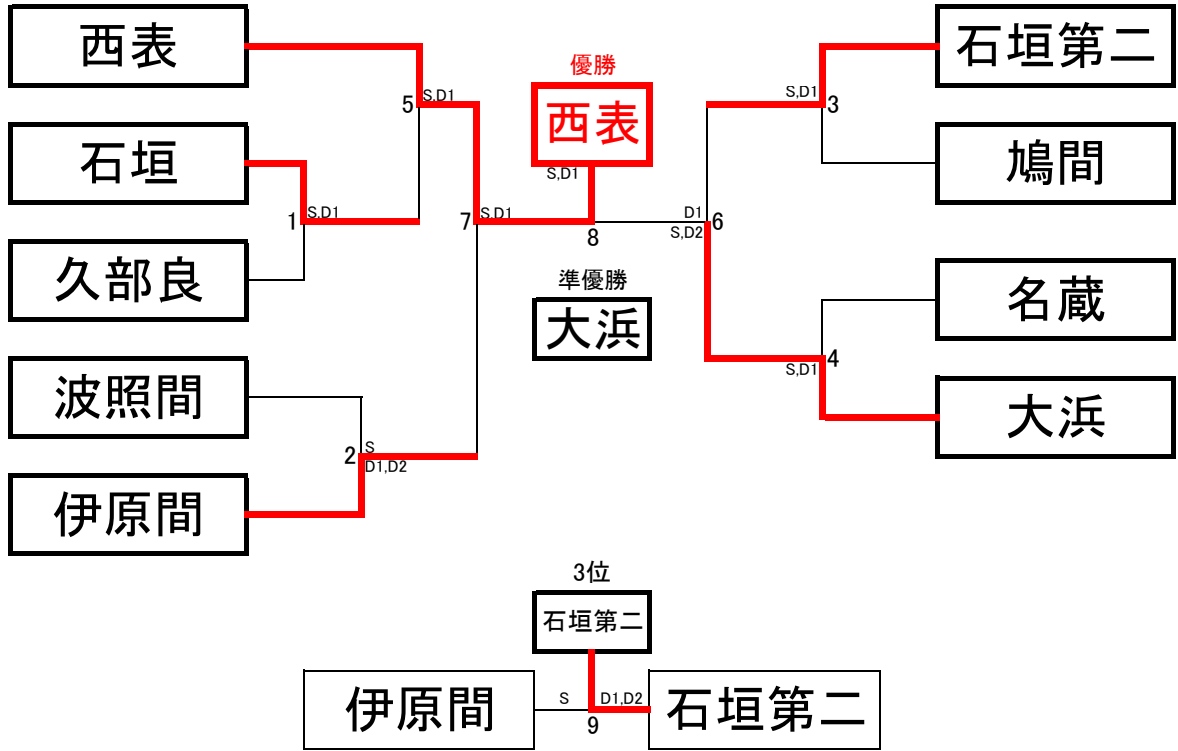 西表
石垣
久部良
波照間
伊原間
5
S,D1
1
S,D1
7
S,D1
2
S
D1,D2
優勝
西表
S,D1
8
準優勝
大浜
D1
S,D2
6
S,D1
3
S,D1
4
石垣第二
鳩間
名蔵
大浜
3位
石垣第二
伊原間
S
D1,D2
9
石垣第二